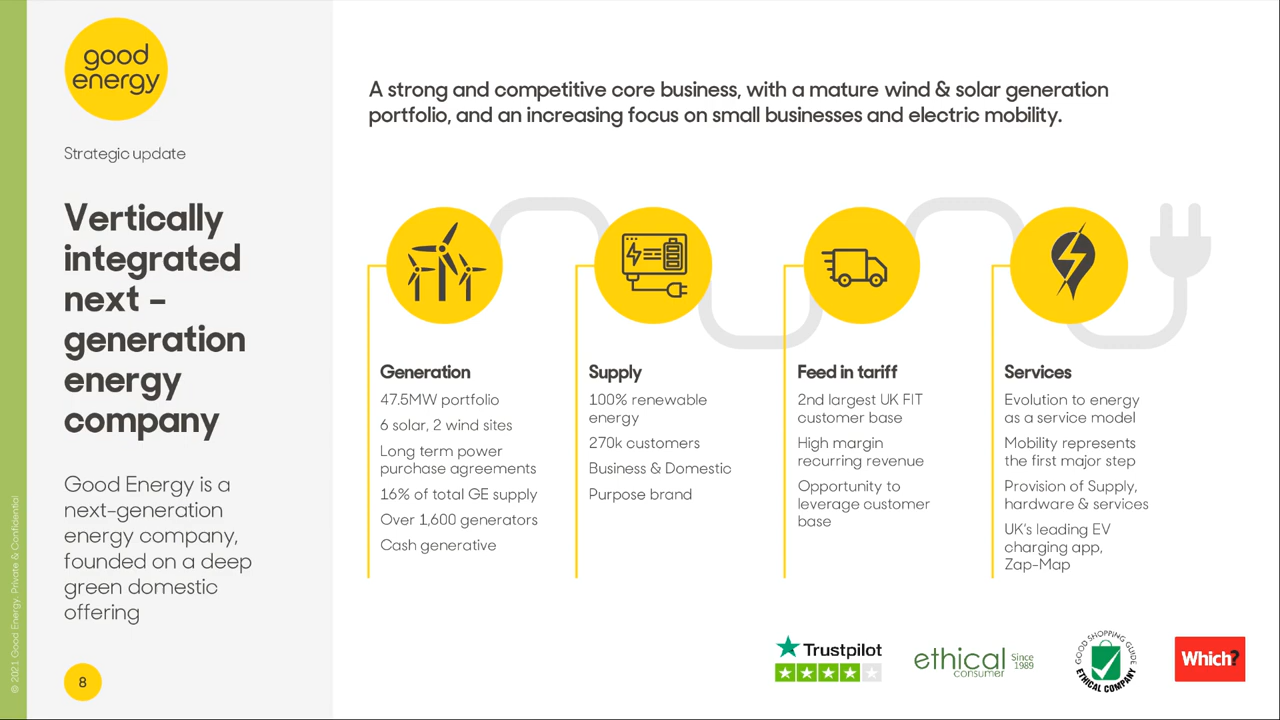 good
energy
Strategic update
Vertically
integrated
next -
generation
energy
company
Good Energy is a
next-generation
energy company,
founded on a deep
green domestic
offering
8
© 2021 Good Energy. Private & Confidential
A strong and competitive core business, with a mature wind & solar generation
portfolio, and an increasing focus on small businesses and electric mobility.
Generation
47.5MW portfolio
6 solar, 2 wind sites
Long term power
purchase agreements
16% of total GE supply
Over 1,600 generators
Cash generative
Supply
100% renewable
energy
270k customers
Business & Domestic
Purpose brand
Feed in tariff
2nd largest UK FIT
customer base
High margin
recurring revenue
Opportunity to
leverage customer
base
Services
Evolution to energy
as a service model
Mobility represents
the first major step
Provision of Supply,
hardware & services
UK's leading EV
charging app,
Zap-Map
Trustpilot
ethical
consumer
Since
1989
GOOD SHOPPING GUIDE
ETHICAL COMPANY
Which?